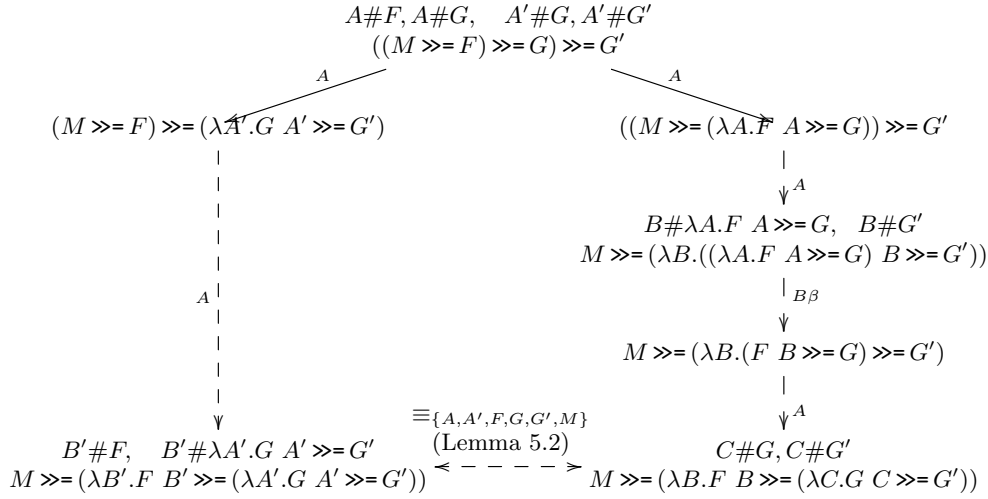 A#F, A#G, A′#G, A′#G′
((M ≫= F) ≫= G) ≫= G′
A
A
(M ≫= F) ≫= (λA′.G A′ ≫= G′)
((M ≫= (λA.F A ≫= G)) ≫= G′
A
B#λA.F A ≫= G, B#G′
M ≫= (λB.((λA.F A ≫= G) B ≫= G′))
A
Bβ
M ≫= (λB.(F B ≫= G) ≫= G′)
A
≡{A,A′,F,G,G′,M}
(Lemma 5.2)
B′#F, B′#λA′.G A′ ≫= G′
M ≫= (λB′.F B′ ≫= (λA′.G A′ ≫= G′))
C#G, C#G′
M ≫= (λB.F B ≫= (λC.G C ≫= G′))